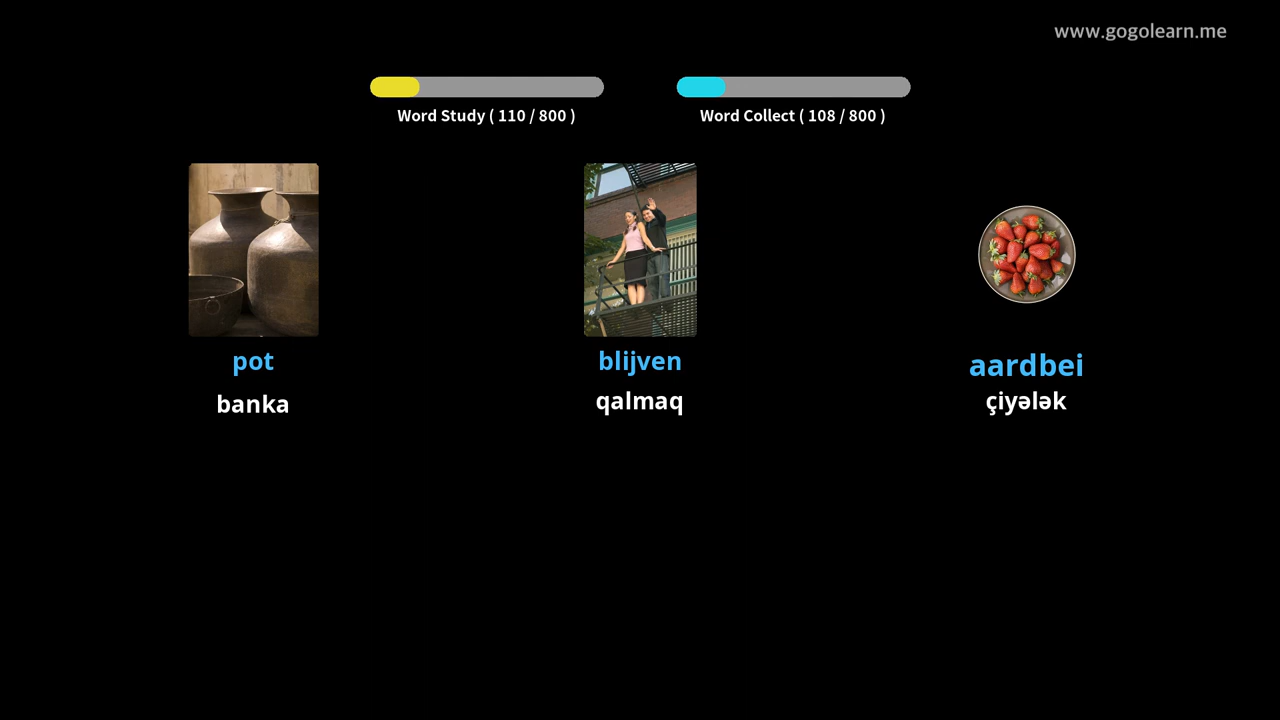 www.gogolearn.me
Word Study ( 110 / 800 )
Word Collect ( 108 / 800 )
pot
banka
blijven
qalmaq
aardbei
çiyələk